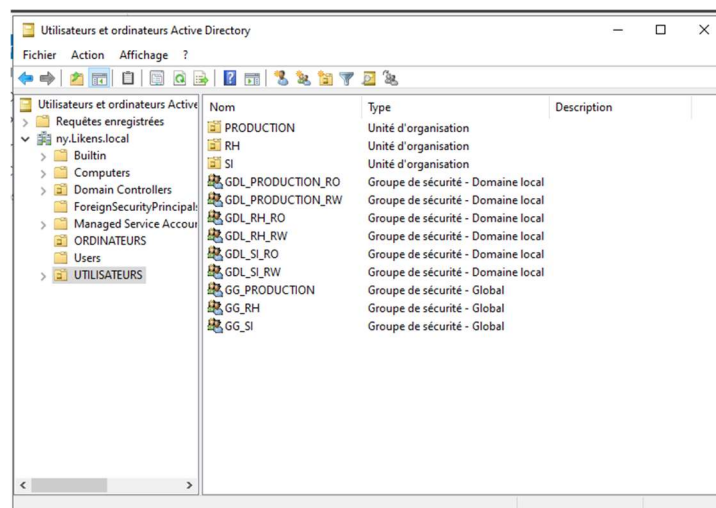 Utilisateurs et ordinateurs Active Directory
Fichier Action Affichage ?
Utilisateurs et ordinateurs Active
Requêtes enregistrées
ny.Likens.local
Builtin
Computers
Domain Controllers
ForeignSecurityPrincipals
Managed Service Accour
ORDINATEURS
Users
UTILISATEURS
Nom Type Description
PRODUCTION Unité d'organisation
RH Unité d'organisation
SI Unité d'organisation
GDL_PRODUCTION_RO Groupe de sécurité - Domaine local
GDL_PRODUCTION_RW Groupe de sécurité - Domaine local
GDL_RH_RO Groupe de sécurité - Domaine local
GDL_RH_RW Groupe de sécurité - Domaine local
GDL_SI_RO Groupe de sécurité - Domaine local
GDL_SI_RW Groupe de sécurité - Domaine local
GG_PRODUCTION Groupe de sécurité - Global
GG_RH Groupe de sécurité - Global
GG_SI Groupe de sécurité - Global